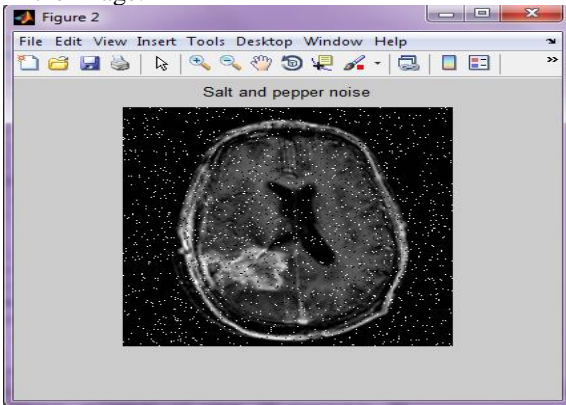 Figure 2
File Edit View Insert Tools Desktop Window Help
Salt and pepper noise